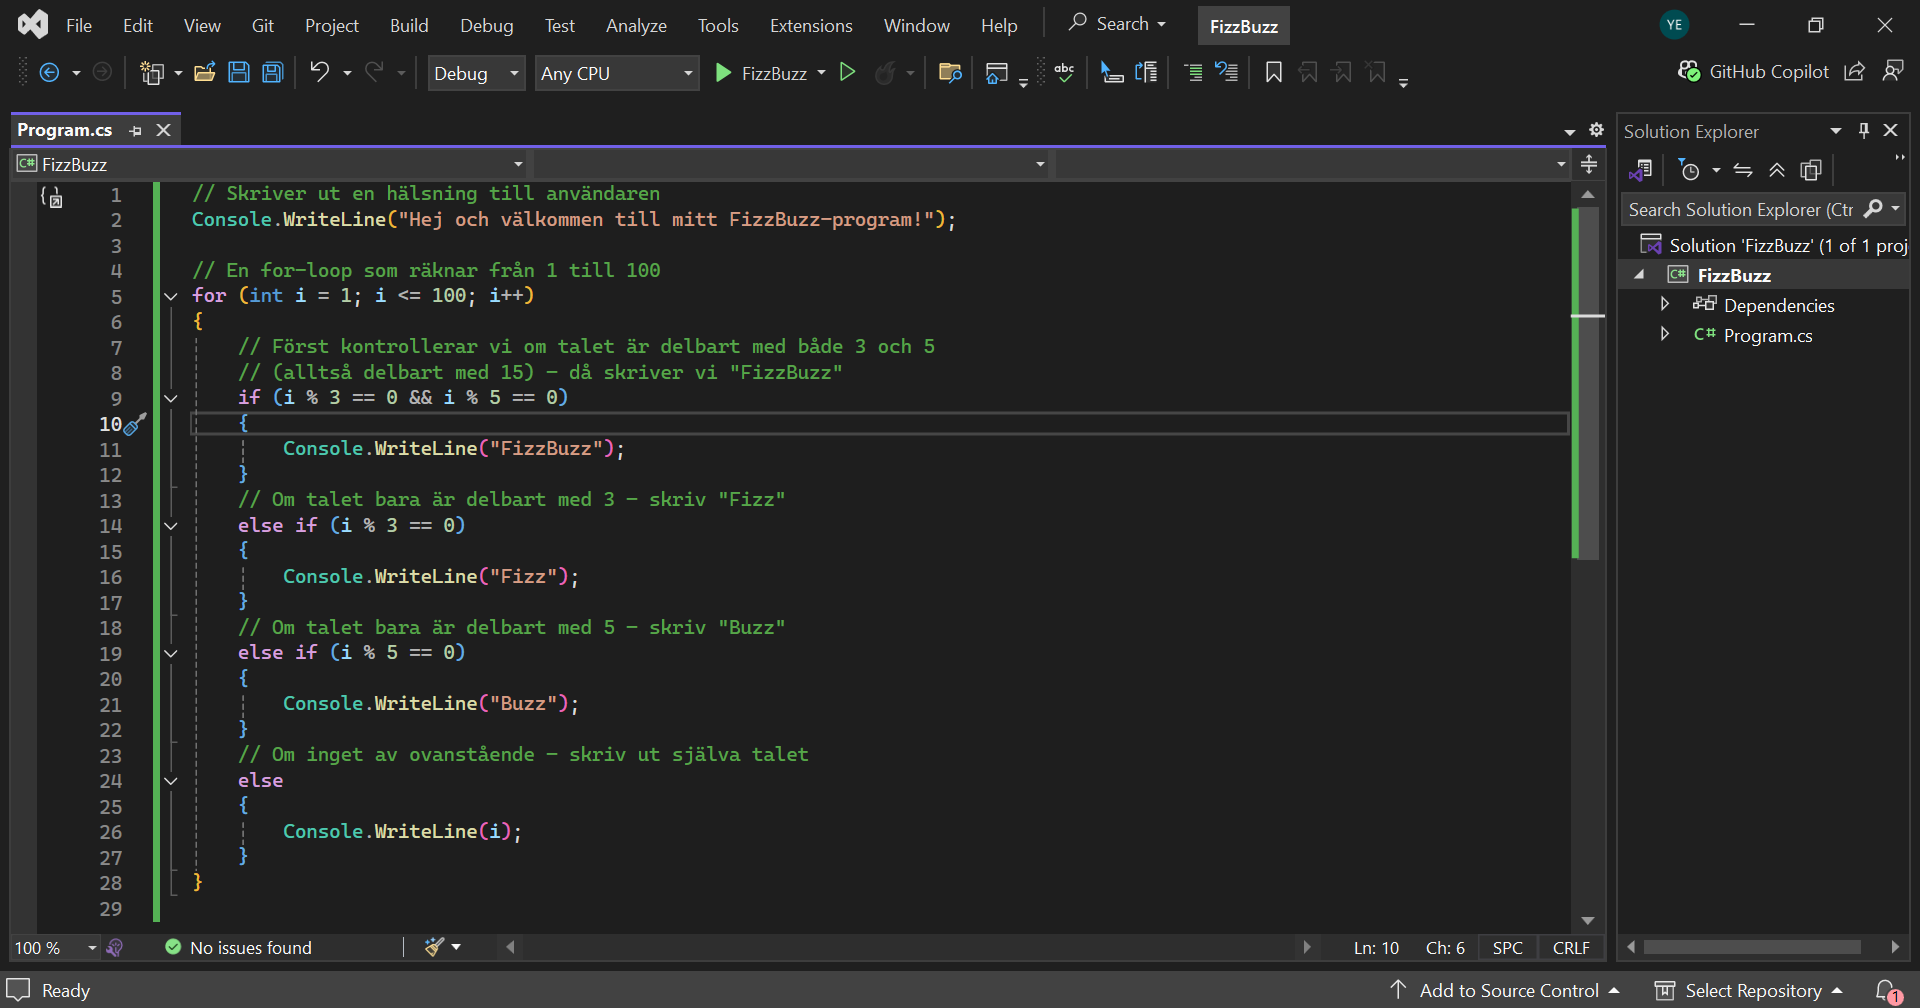 File Edit View Git Project Build Debug Test Analyze Tools Extensions Window Help Search FizzBuzz YE
Debug Any CPU FizzBuzz abc GitHub Copilot
Program.cs
C# FizzBuzz
1 // Skriver ut en hälsning till användaren
2 Console.WriteLine("Hej och välkommen till mitt FizzBuzz-program!");
3
4 // En for-loop som räknar från 1 till 100
5 for (int i = 1; i <= 100; i++)
6 {
7 // Först kontrollerar vi om talet är delbart med både 3 och 5
8 // (alltså delbart med 15) - då skriver vi "FizzBuzz"
9 if (i % 3 == 0 && i % 5 == 0)
10 {
11 Console.WriteLine("FizzBuzz");
12 }
13 // Om talet bara är delbart med 3 - skriv "Fizz"
14 else if (i % 3 == 0)
15 {
16 Console.WriteLine("Fizz");
17 }
18 // Om talet bara är delbart med 5 - skriv "Buzz"
19 else if (i % 5 == 0)
20 {
21 Console.WriteLine("Buzz");
22 }
23 // Om inget av ovanstående - skriv ut själva talet
24 else
25 {
26 Console.WriteLine(i);
27 }
28 }
29
100 % No issues found Ln: 10 Ch: 6 SPC CRLF
Solution Explorer
Search Solution Explorer (Ctr
Solution 'FizzBuzz' (1 of 1 proj
C# FizzBuzz
Dependencies
C# Program.cs
Ready Add to Source Control Select Repository 1